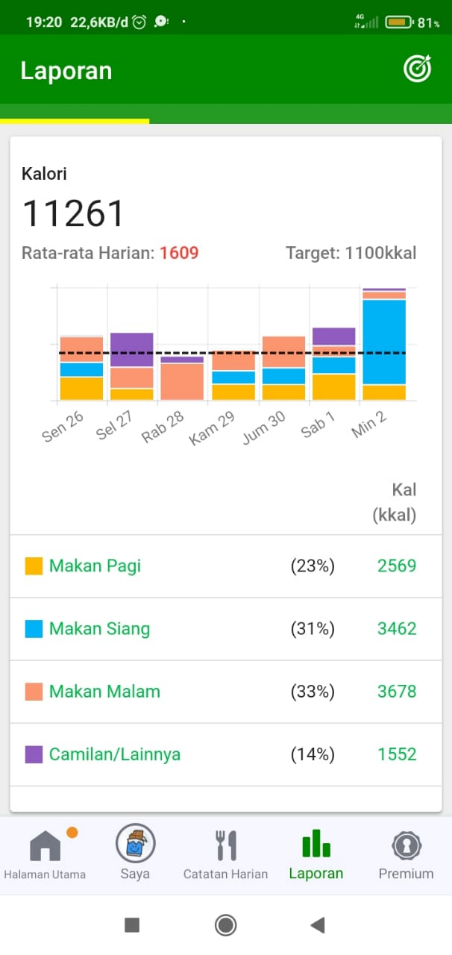 19:20 22,6KB/d
4G
81%
Laporan
Kalori
11261
Rata-rata Harian: 1609 Target: 1100kkal
Sen 26 Sel 27 Rab 28 Kam 29 Jum 30 Sab 1 Min 2
Kal
(kkal)
Makan Pagi (23%) 2569
Makan Siang (31%) 3462
Makan Malam (33%) 3678
Camilan/Lainnya (14%) 1552
Halaman Utama Saya Catatan Harian Laporan Premium